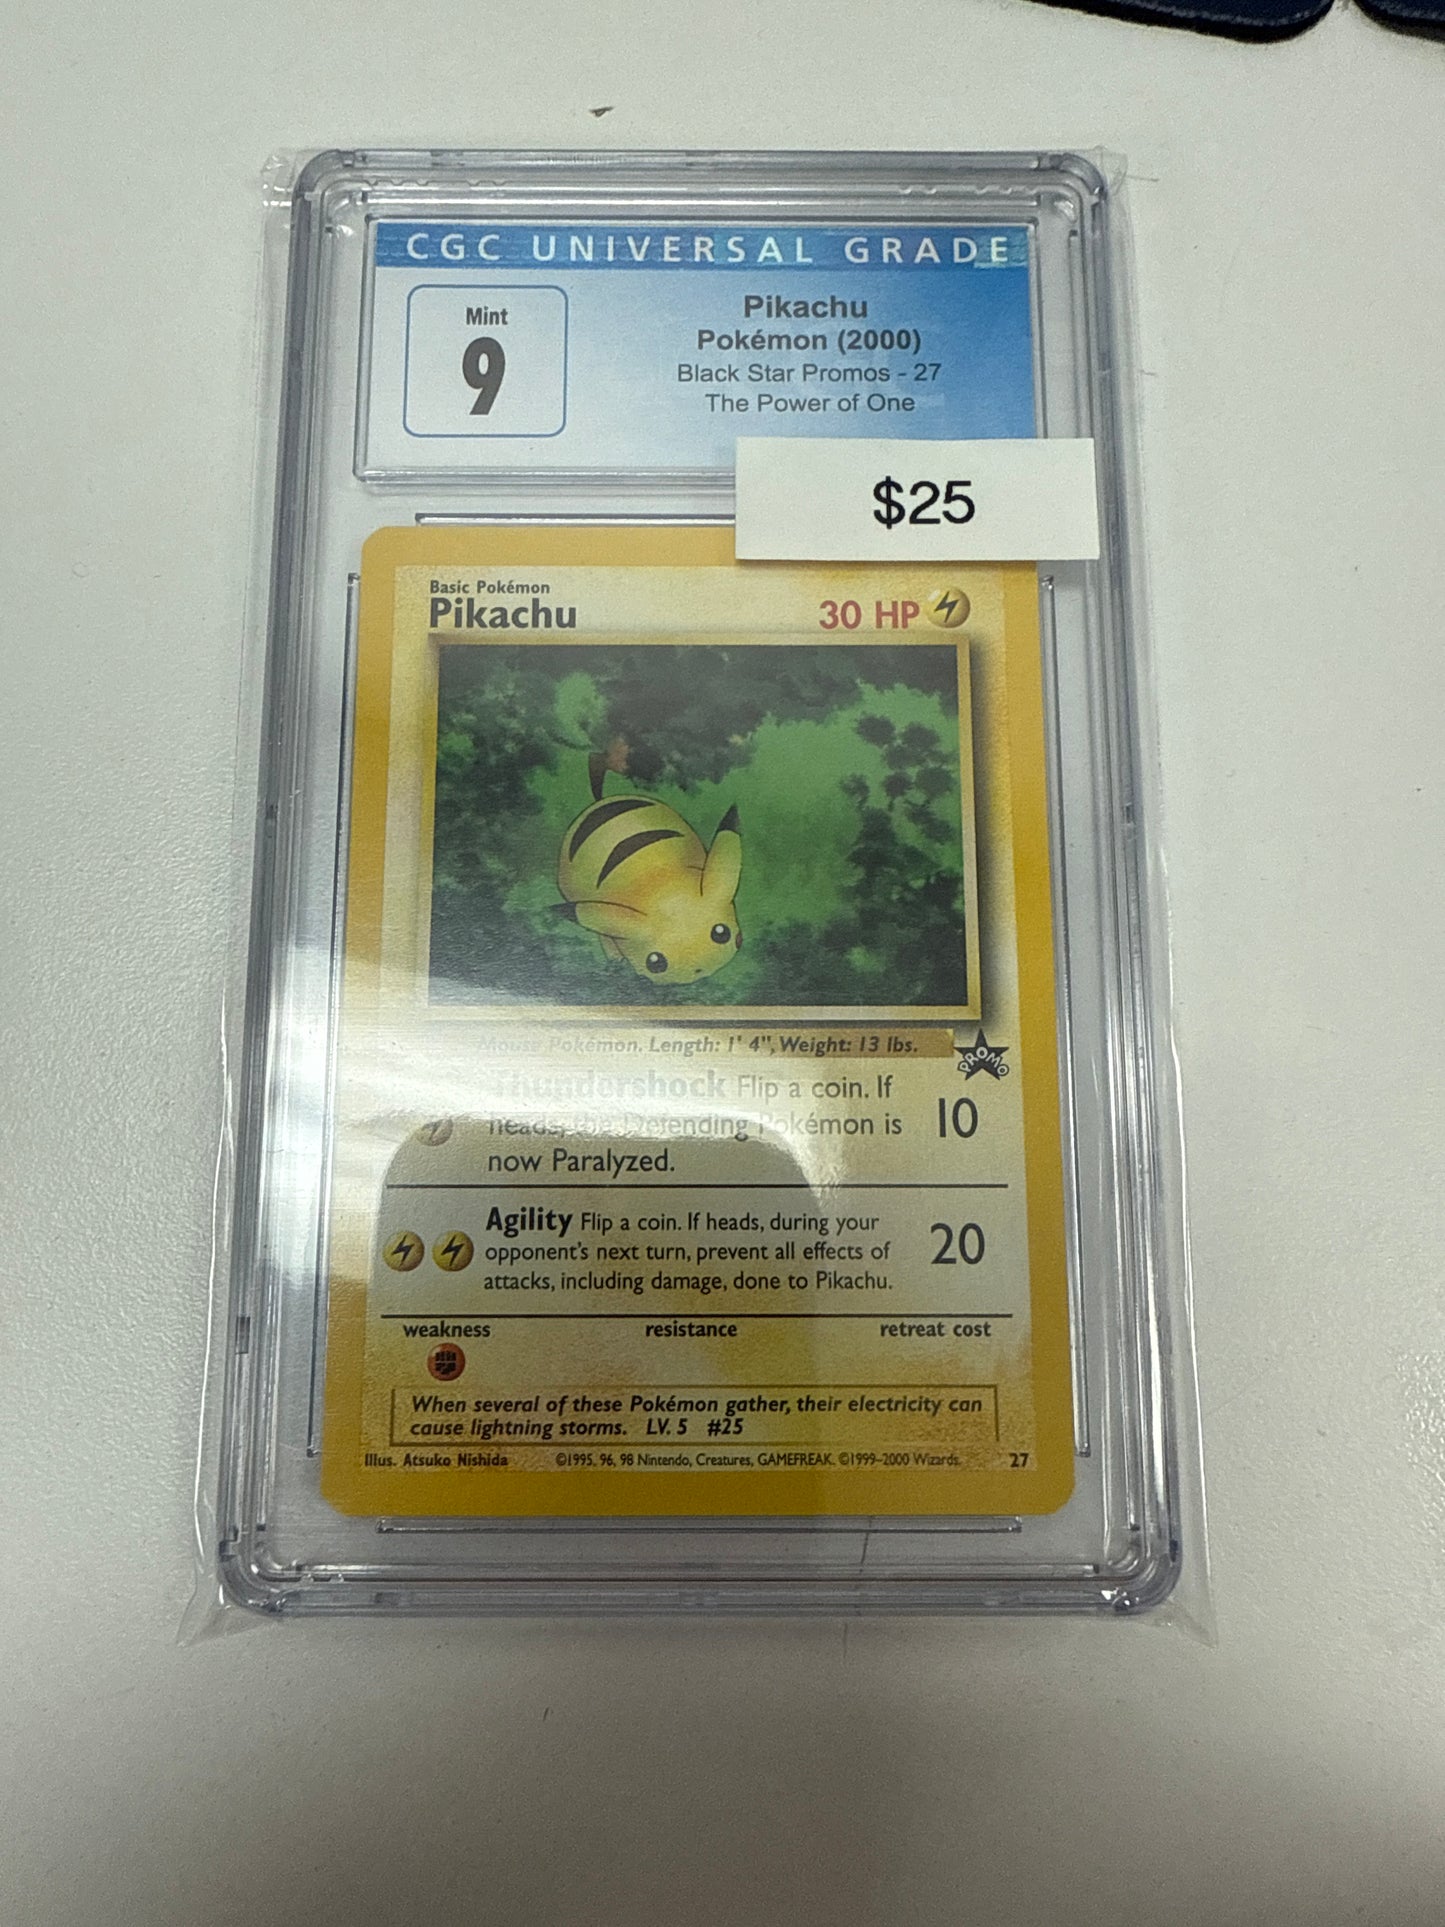 CGC UNIVERSAL GRADE
Mint
9
Pikachu
Pokémon (2000)
Black Star Promos - 27
The Power of One
$25
Basic Pokémon
Pikachu 30 HP
Mouse Pokémon. Length: 1' 4", Weight: 13 lbs.
PROMO
Thundershock Flip a coin. If
heads, the Defending Pokémon is
now Paralyzed.
10
Agility Flip a coin. If heads, during your
opponent's next turn, prevent all effects of
attacks, including damage, done to Pikachu.
20
weakness resistance retreat cost
When several of these Pokémon gather, their electricity can
cause lightning storms. LV. 5 #25
Illus. Atsuko Nishida ©1995, 96, 98 Nintendo, Creatures, GAMEFREAK. ©1999-2000 Wizards. 27